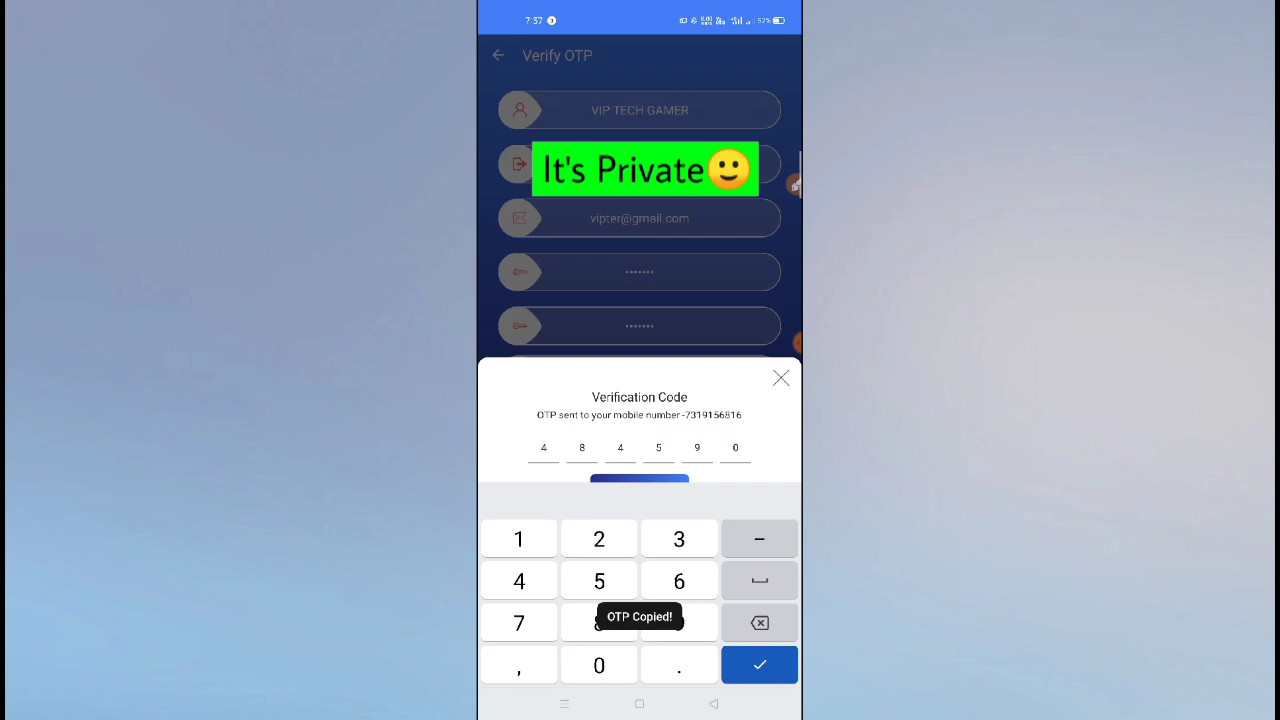 7:37
52%
Verify OTP
VIP TECH GAMER
It's Private🙂
vipter@gmail.com
•••••••
•••••••
Verification Code
OTP sent to your mobile number -7319156816
4 8 4 5 9 0
1 2 3 –
4 5 6
7
OTP Copied!
, 0 .